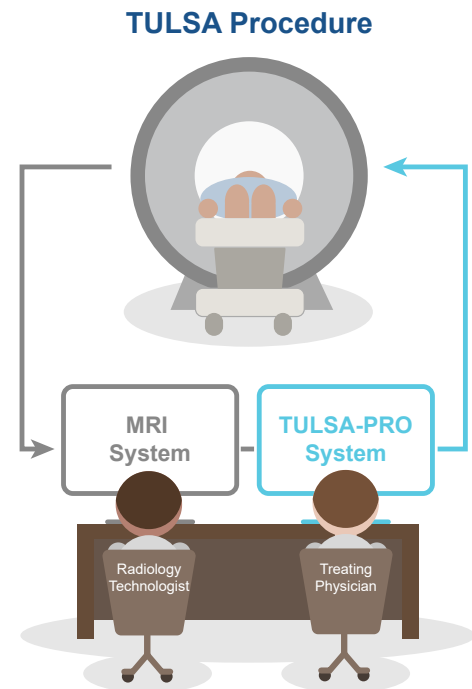 TULSA Procedure
MRI
System
TULSA-PRO
System
Radiology
Technologist
Treating
Physician